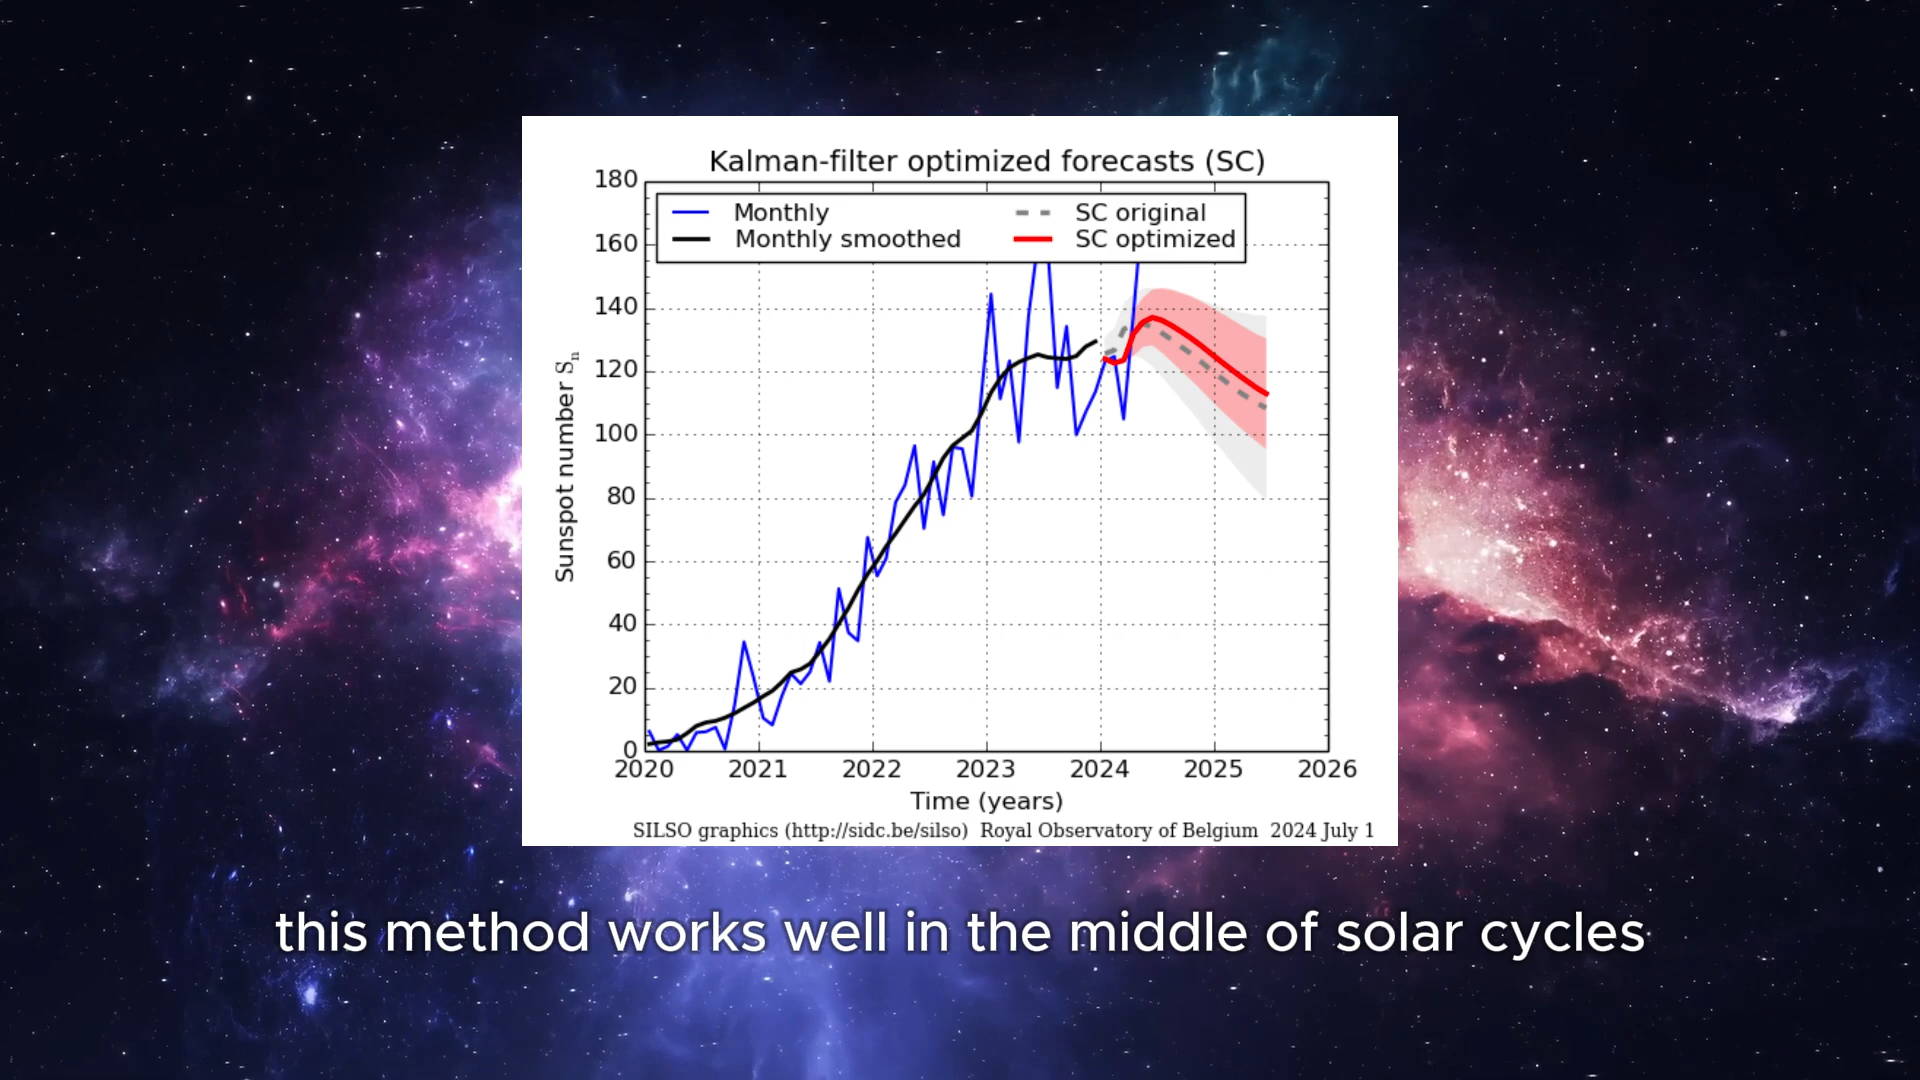 Kalman-filter optimized forecasts (SC)
180
Monthly
SC original
Monthly smoothed
SC optimized
160
140
120
100
80
60
40
20
0
Sunspot number Sn
2020 2021 2022 2023 2024 2025 2026
Time (years)
SILSO graphics (http://sidc.be/silso) Royal Observatory of Belgium 2024 July 1
this method works well in the middle of solar cycles